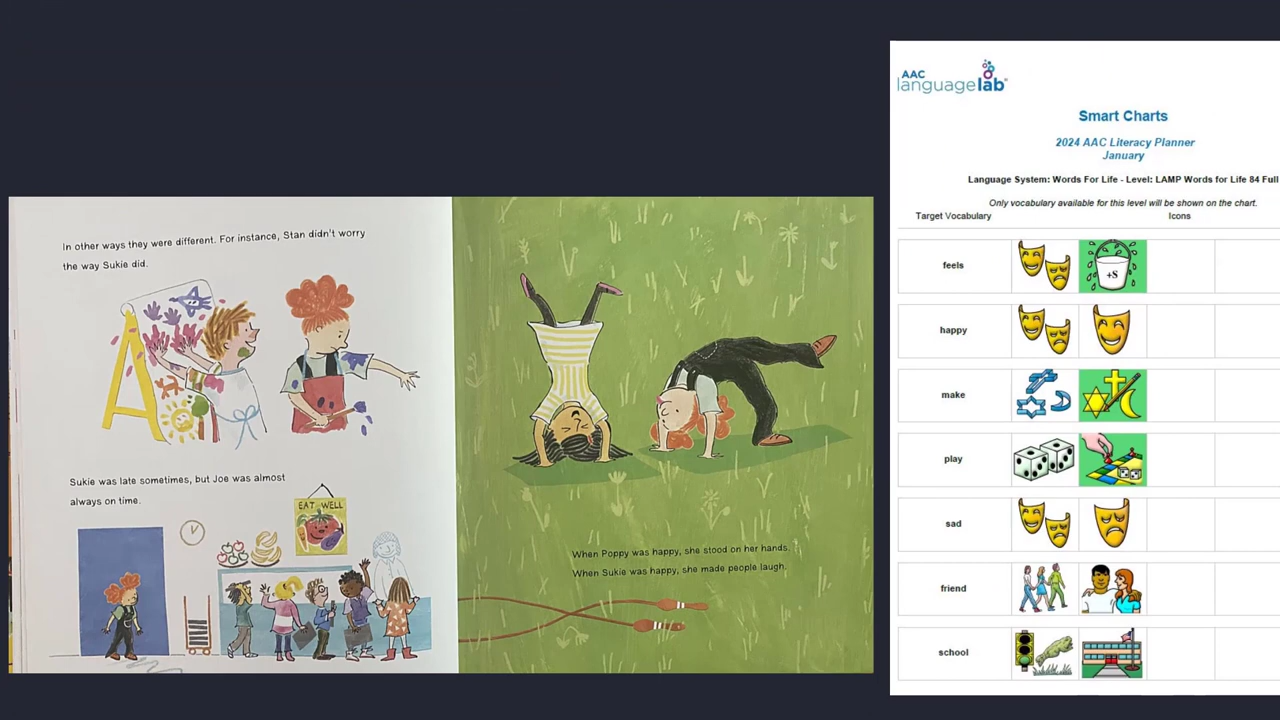 In other ways they were different. For instance, Stan didn't worry
the way Sukie did.
Sukie was late sometimes, but Joe was almost
always on time.
EAT WELL
When Poppy was happy, she stood on her hands.
When Sukie was happy, she made people laugh.
AAC
languagelab
Smart Charts
2024 AAC Literacy Planner
January
Language System: Words For Life - Level: LAMP Words for Life 84 Full
Only vocabulary available for this level will be shown on the chart.
Target Vocabulary Icons
feels +S
happy
make
play
sad
friend
school